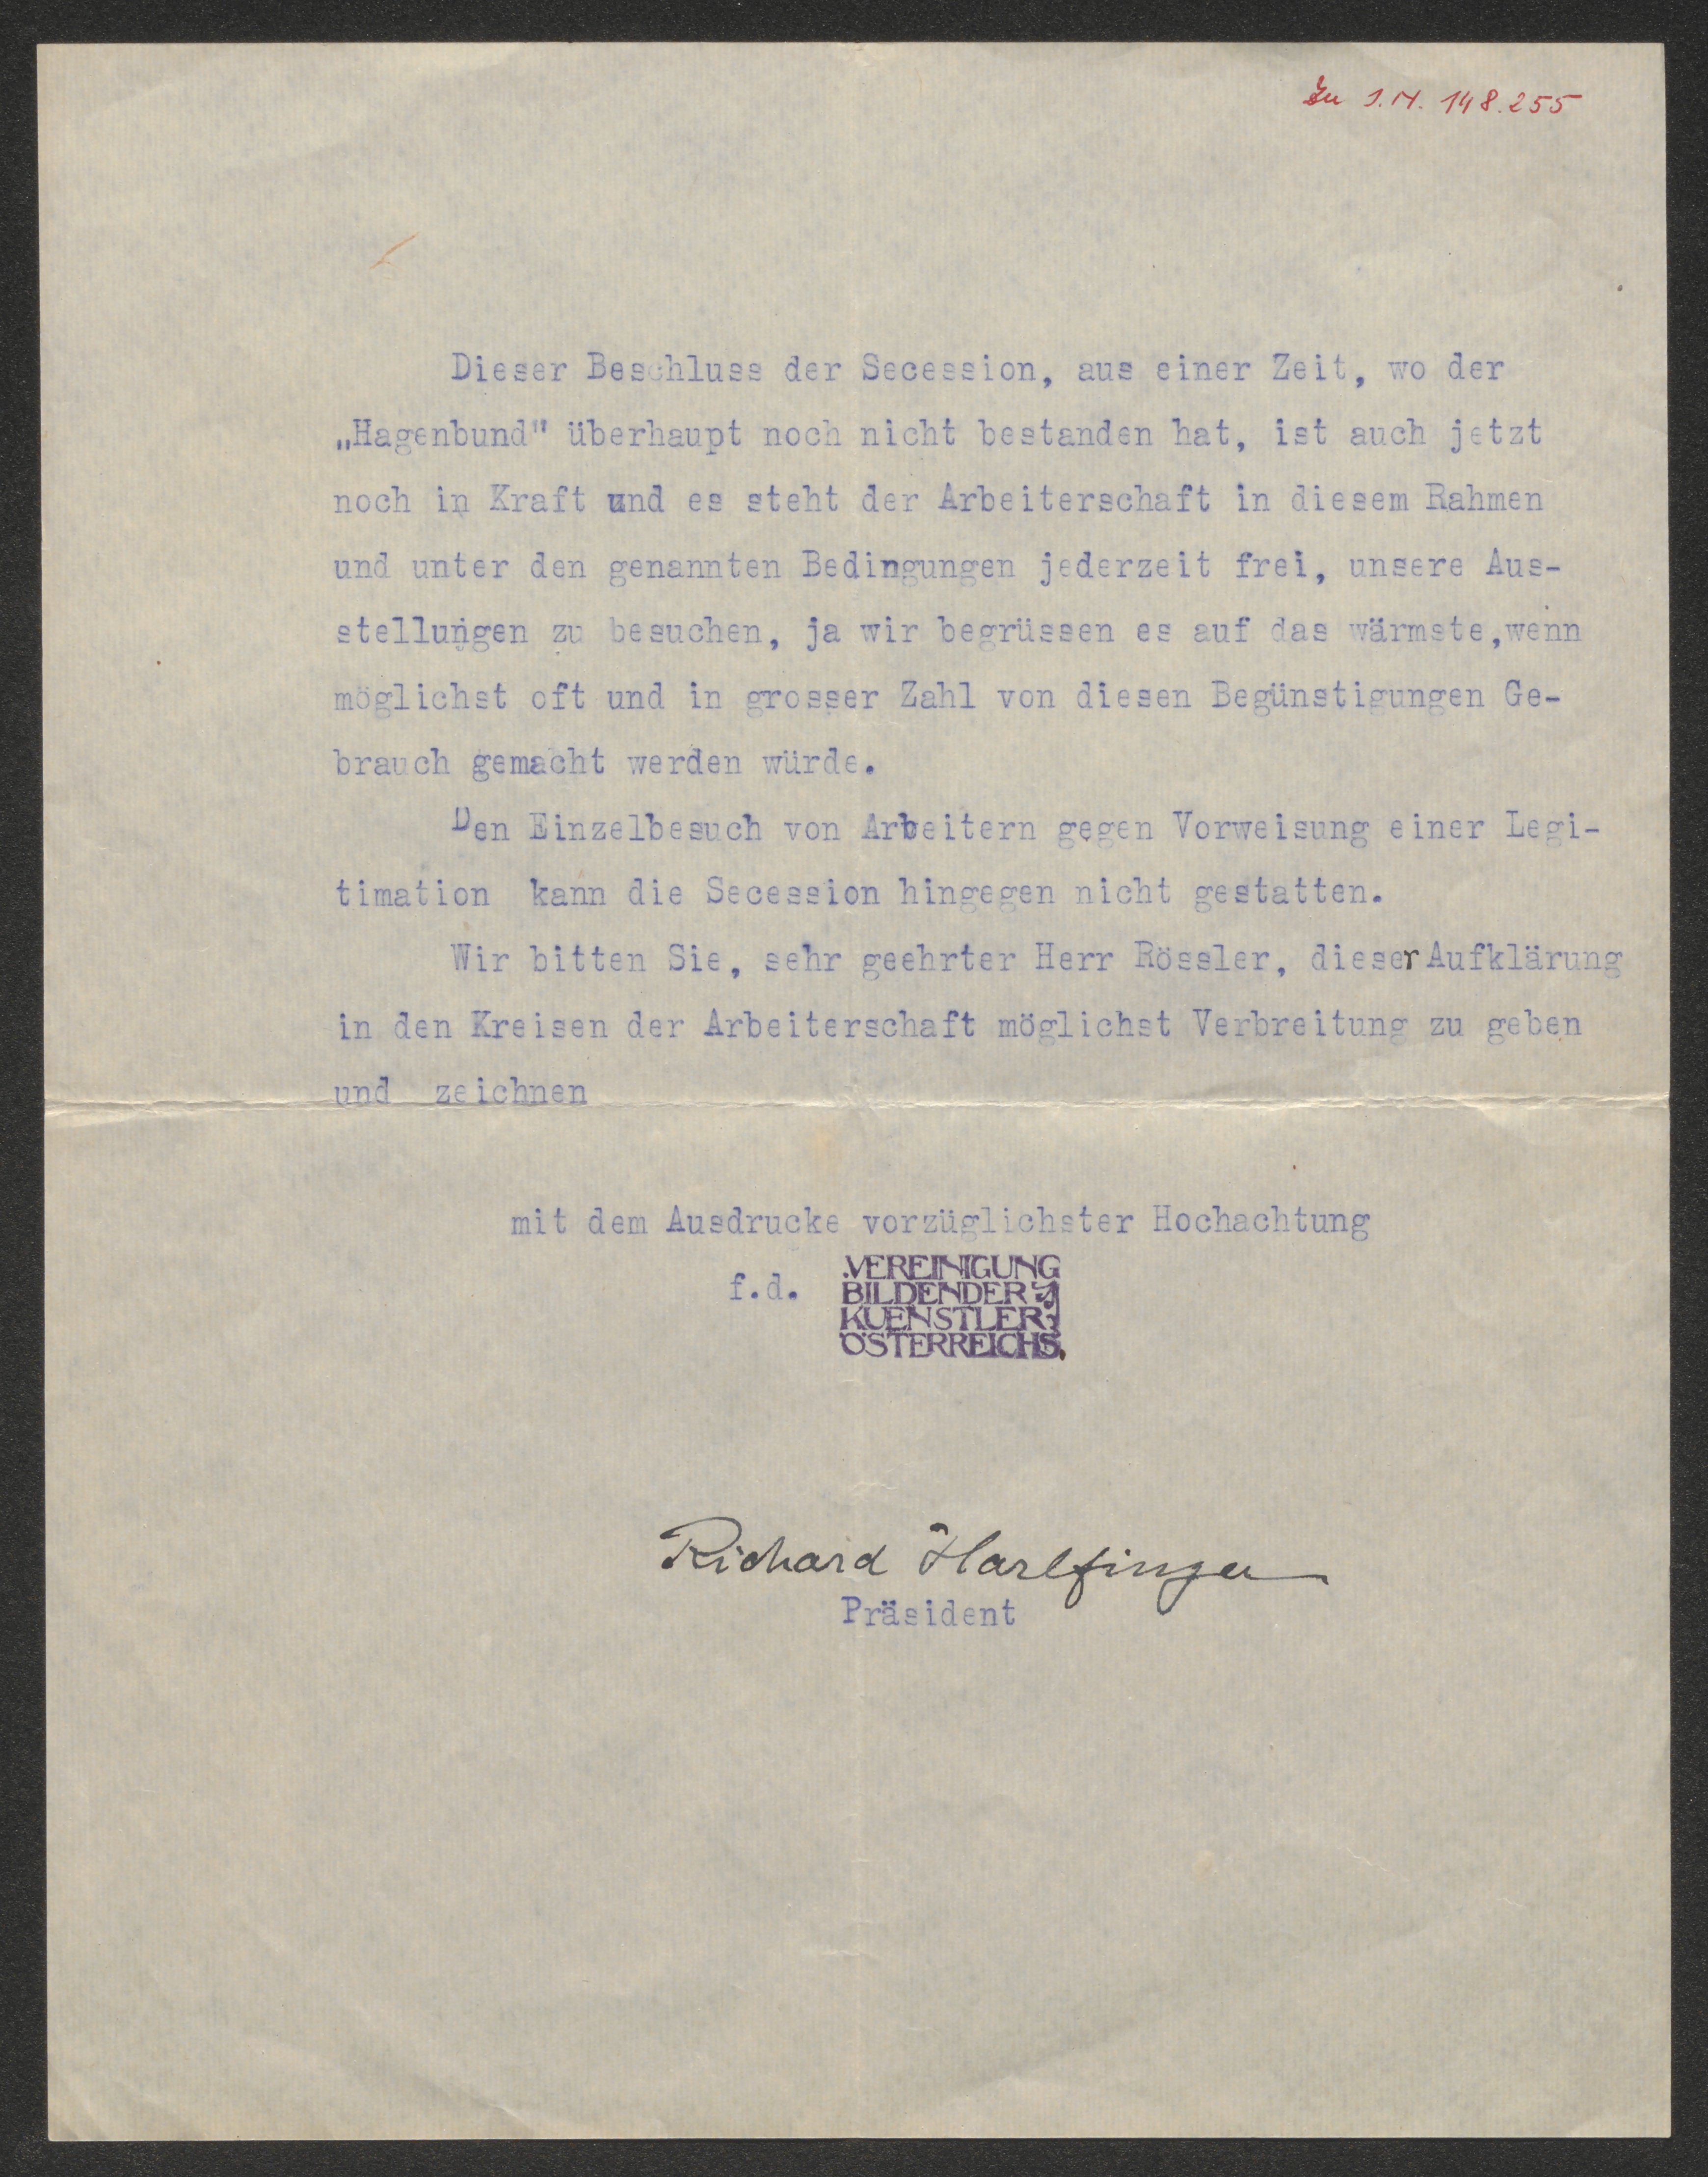 Zu I.N. 148.255
Dieser Beschluss der Secession, aus einer Zeit, wo der
„Hagenbund" überhaupt noch nicht bestanden hat, ist auch jetzt
noch in Kraft und es steht der Arbeiterschaft in diesem Rahmen
und unter den genannten Bedingungen jederzeit frei, unsere Aus-
stellungen zu besuchen, ja wir begrüssen es auf das wärmste,wenn
möglichst oft und in grosser Zahl von diesen Begünstigungen Ge-
brauch gemacht werden würde.
Den Einzelbesuch von Arbeitern gegen Vorweisung einer Legi-
timation kann die Secession hingegen nicht gestatten.
Wir bitten Sie, sehr geehrter Herr Rössler, dieser Aufklärung
in den Kreisen der Arbeiterschaft möglichst Verbreitung zu geben
und zeichnen
mit dem Ausdrucke vorzüglichster Hochachtung
f.d.
VEREINIGUNG
BILDENDER
KUENSTLER
ÖSTERREICHS.
Richard Harlfinger
Präsident